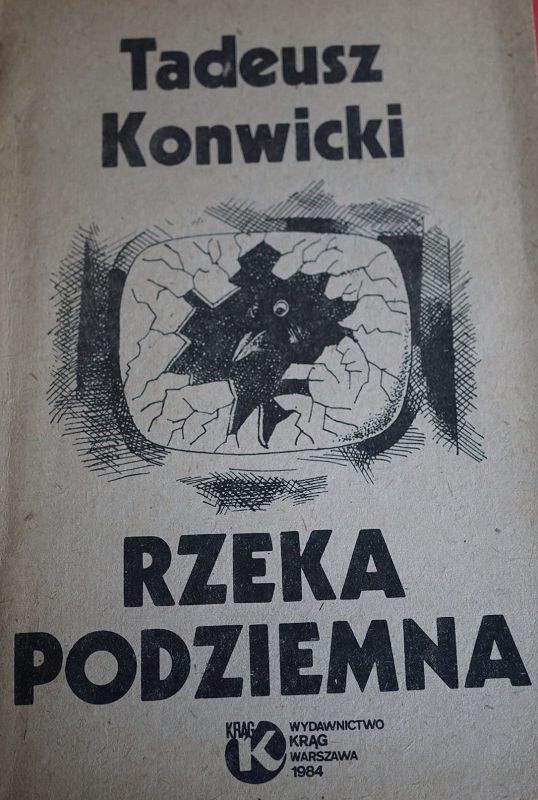 Tadeusz
Konwicki
RZEKA
PODZIEMNA
KRĄG
K
WYDAWNICTWO
KRĄG
WARSZAWA
1984